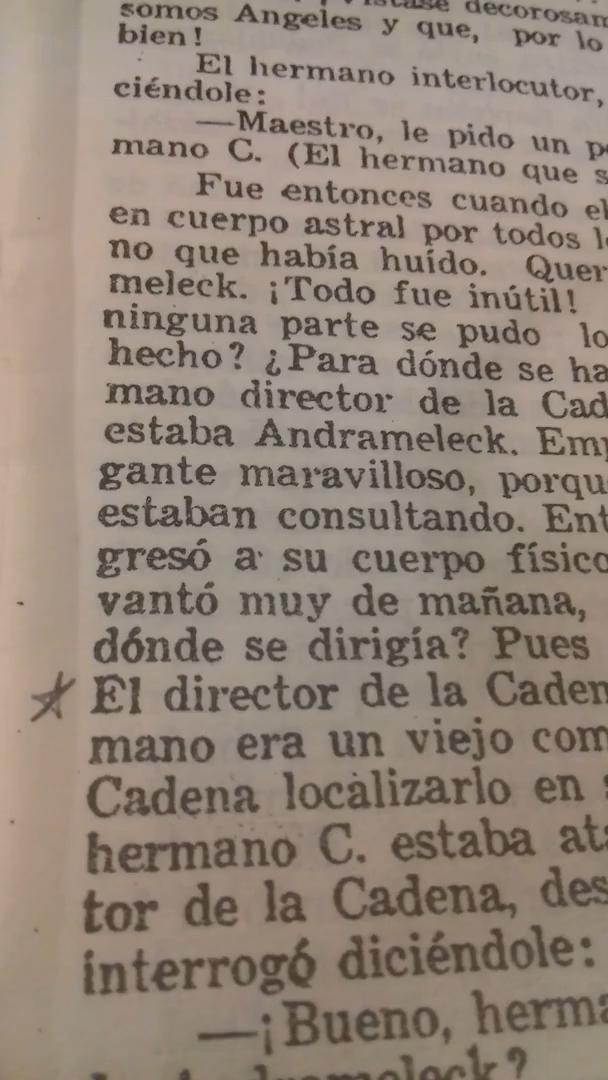 decorosam
somos Angeles y que, por lo
bien!
El hermano interlocutor,
ciéndole:
—Maestro, le pido un p
mano C. (El hermano que s
Fue entonces cuando el
en cuerpo astral por todos l
no que había huído. Quer
meleck. ¡Todo fue inútil!
ninguna parte se pudo lo
hecho? ¿Para dónde se ha
mano director de la Cad
estaba Andrameleck. Em
gante maravilloso, porqu
estaban consultando. Ent
gresó a su cuerpo físico
vantó muy de mañana,
dónde se dirigía? Pues
El director de la Caden
mano era un viejo com
Cadena localizarlo en
hermano C. estaba at
tor de la Cadena, des
interrogó diciéndole:
—¡Bueno, herma
drameleck?